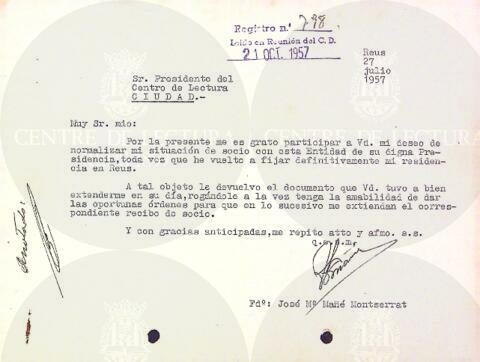 Registro n.º 798
Leído en Reunión del C. D.
21 OCT. 1957
Reus
27
julio
1957
Sr. Presidente del
Centro de Lectura
CIUDAD.-
Muy Sr. mio:
Por la presente me es grato participar a Vd. mi deseo de
normalizar mi situación de socio con esta Entidad de su digna Pre-
sidencia,toda vez que he vuelto a fijar definitivamente mi residen-
cia en Reus.
A tal objeto le devuelvo el documento que Vd. tuvo a bien
extenderme en su día,rogándole a la vez tenga la amabilidad de dar
las oportunas órdenes para que en lo sucesivo me extiendan el corres-
pondiente recibo de socio.
Y con gracias anticipadas,me repito atto y afmo. s.s.
q.e.s.m.
Anotado:
Fdº: José Mª Mañé Montserrat
CENTRE DE LECTURA